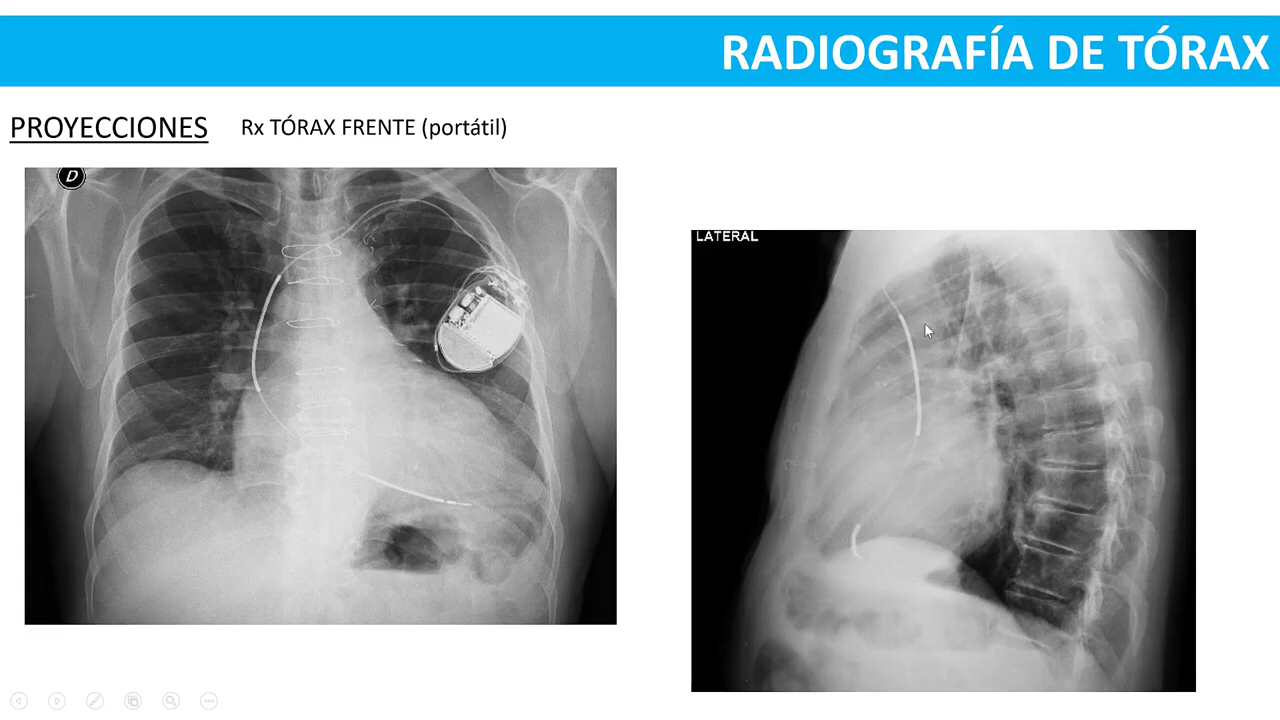 RADIOGRAFÍA DE TÓRAX
PROYECCIONES Rx TÓRAX FRENTE (portátil)
D
LATERAL